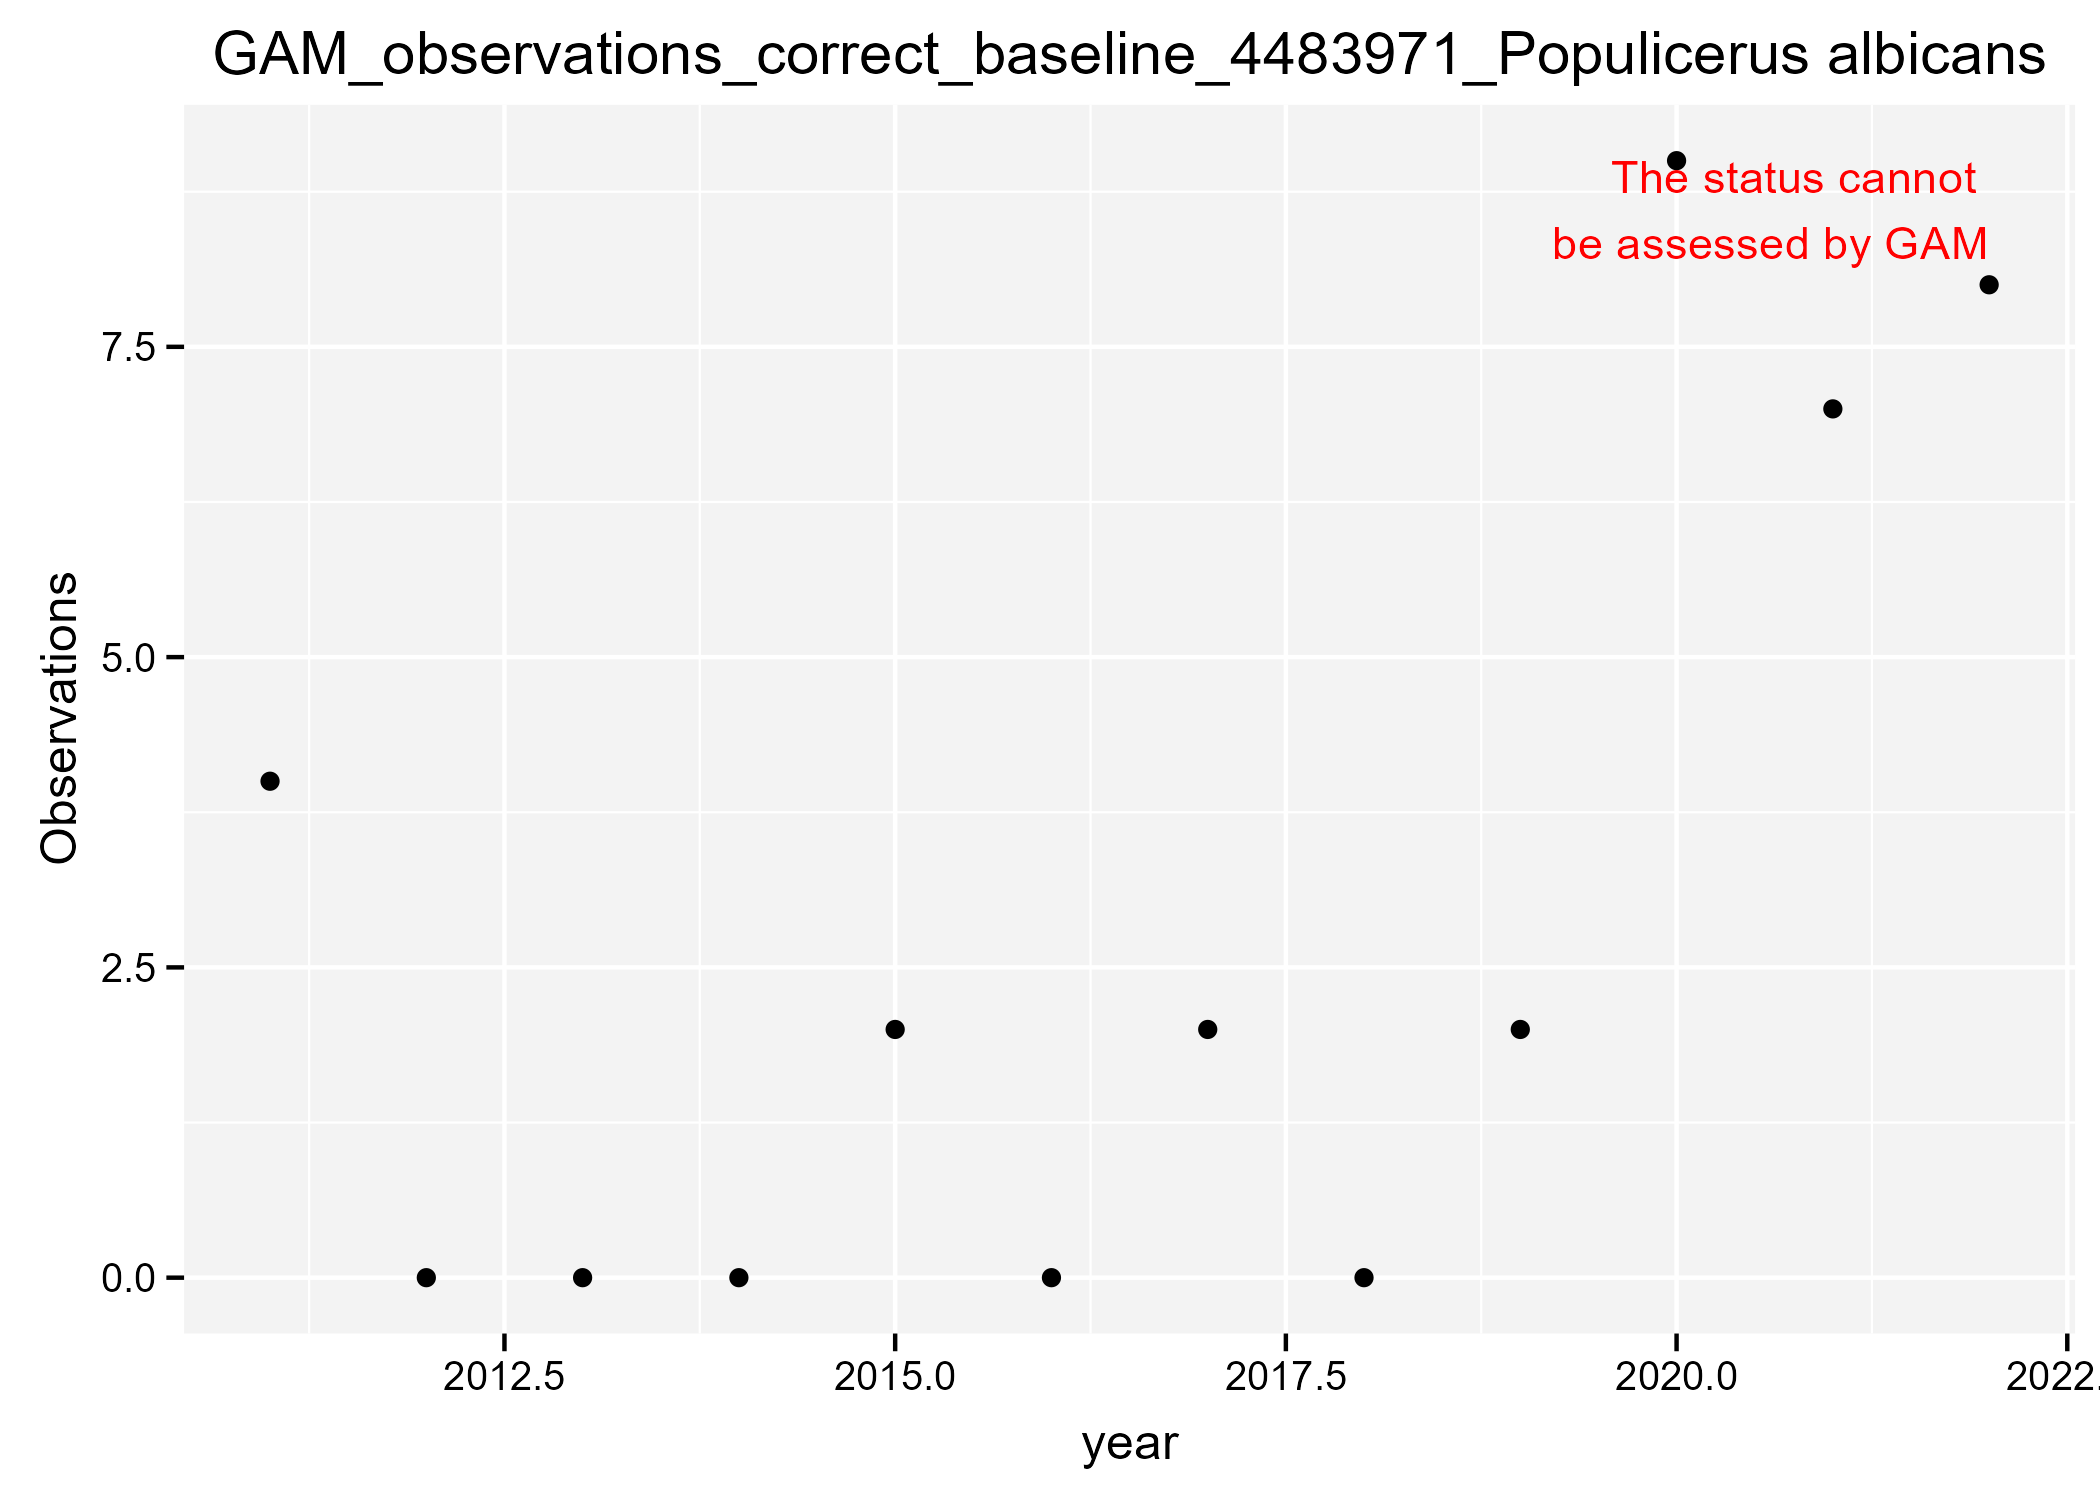 GAM_observations_correct_baseline_4483971_Populicerus albicans
The status cannot
be assessed by GAM
Observations
7.5
5.0
2.5
0.0
2012.5 2015.0 2017.5 2020.0 2022.
year